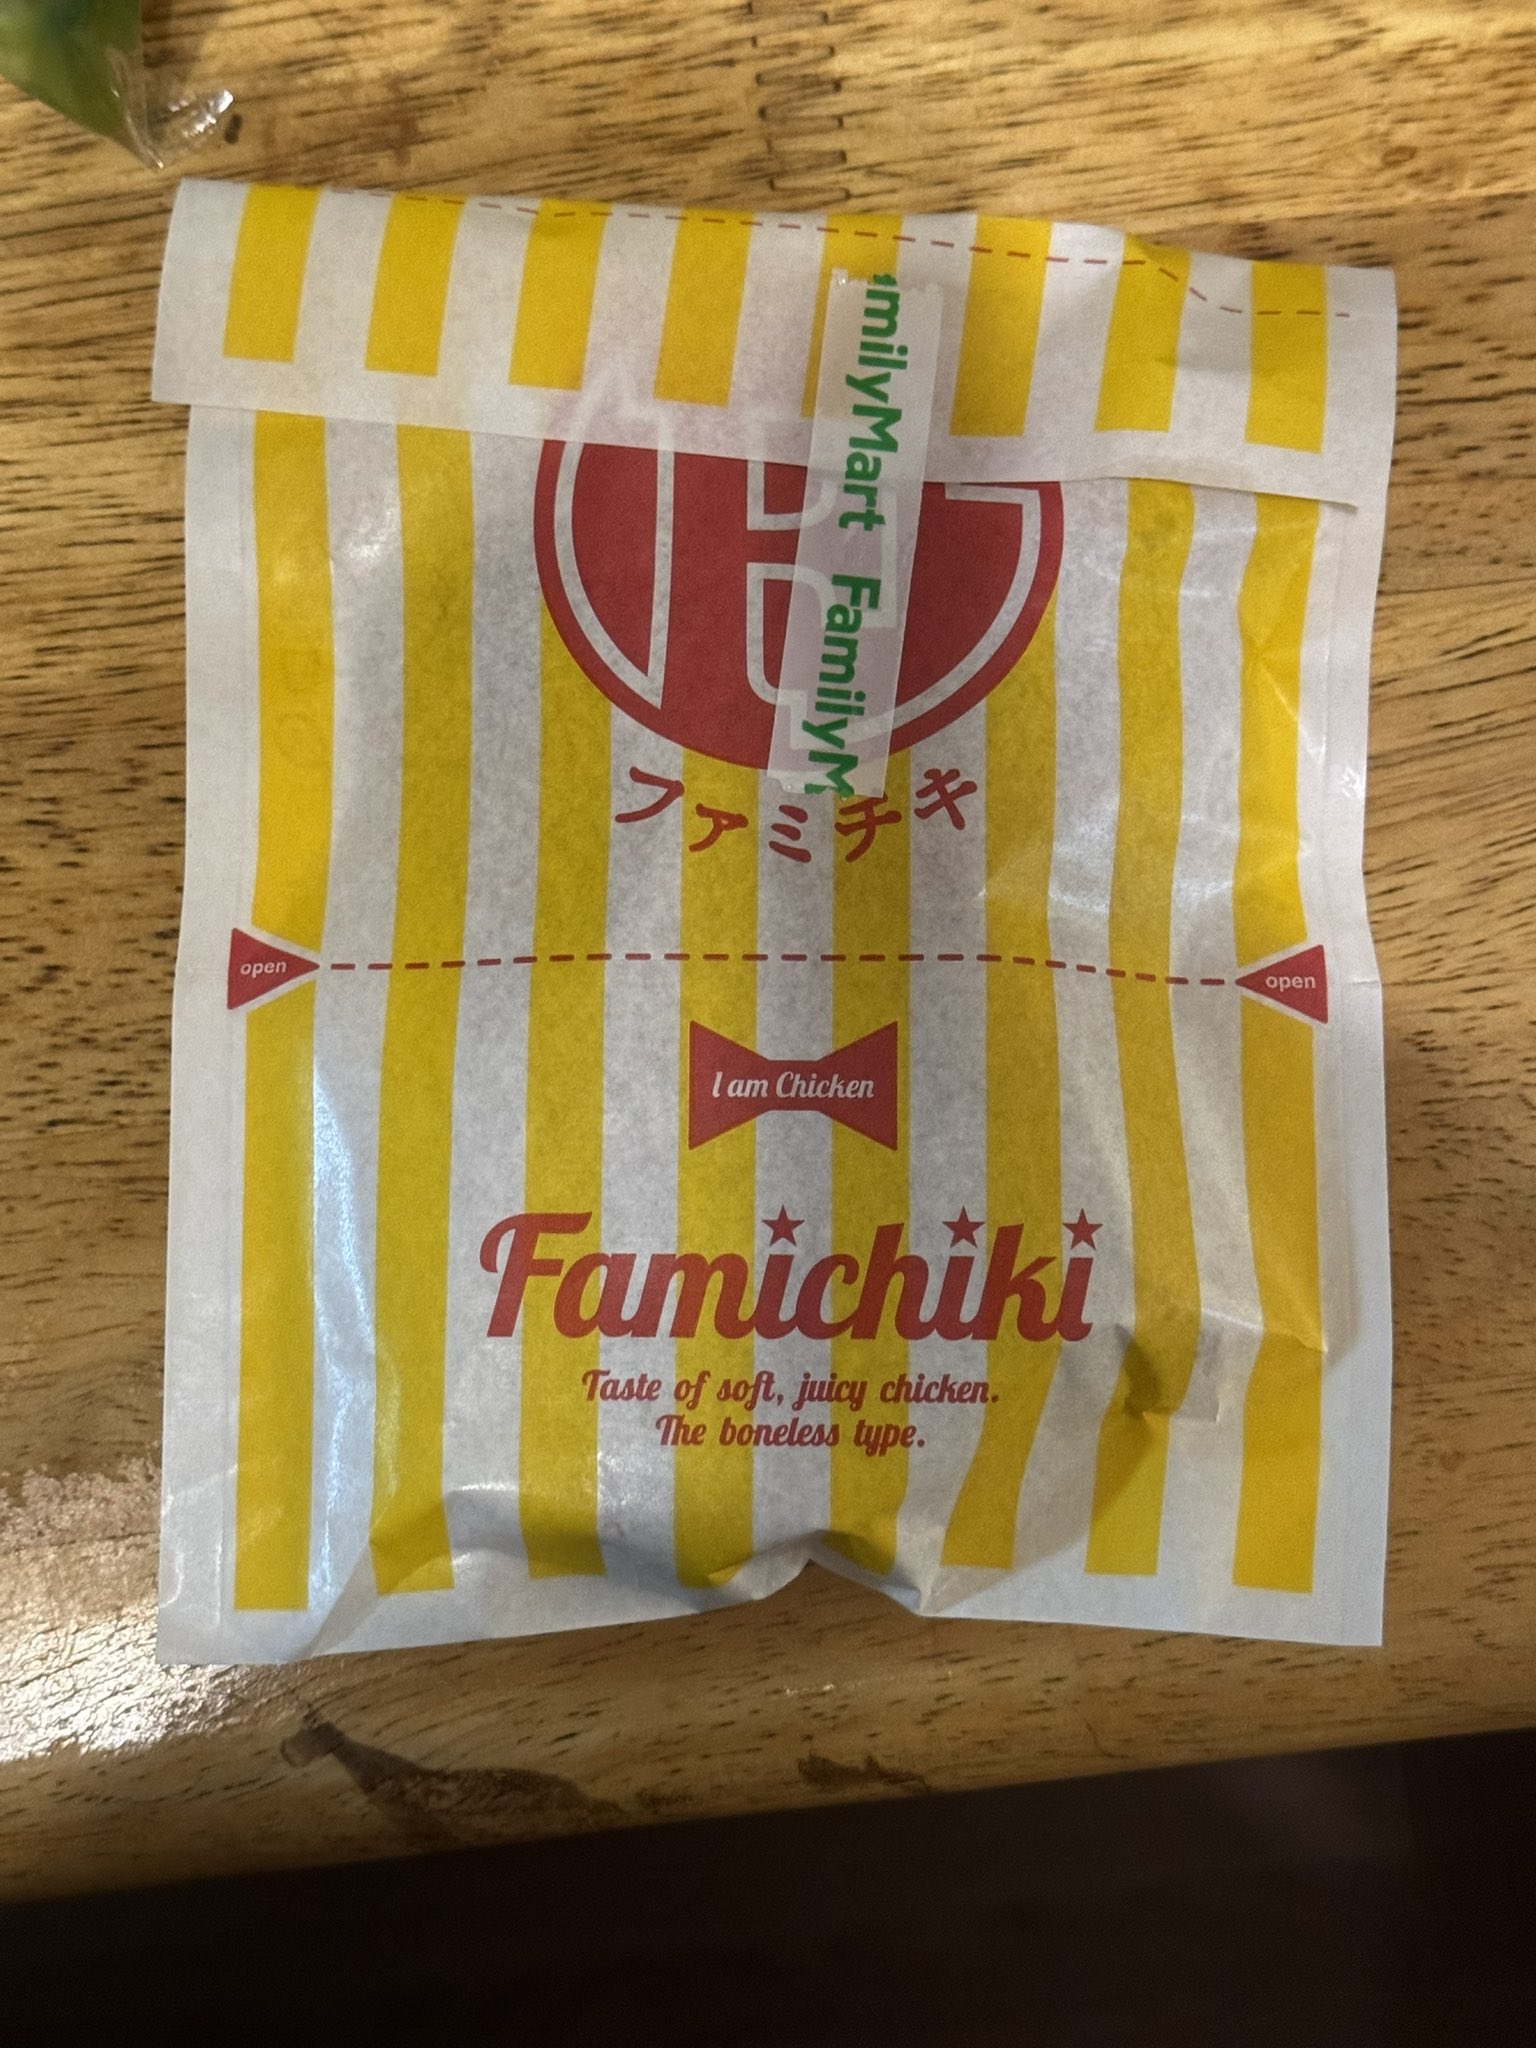 milyMart FamilyM
ファミチキ
open
open
I am Chicken
Famichiki
Taste of soft, juicy chicken.
The boneless type.